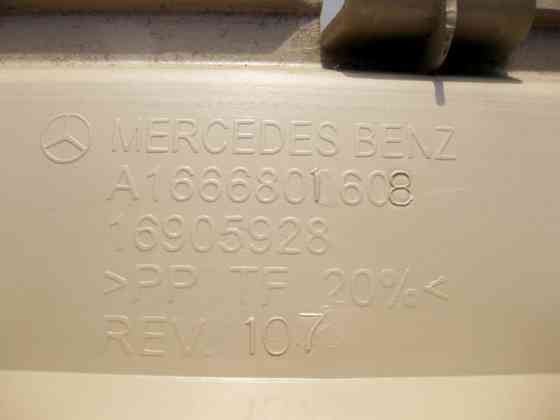 MERCEDES BENZ
A1666801608
16905928
>PP TF 20%<
REV. 107